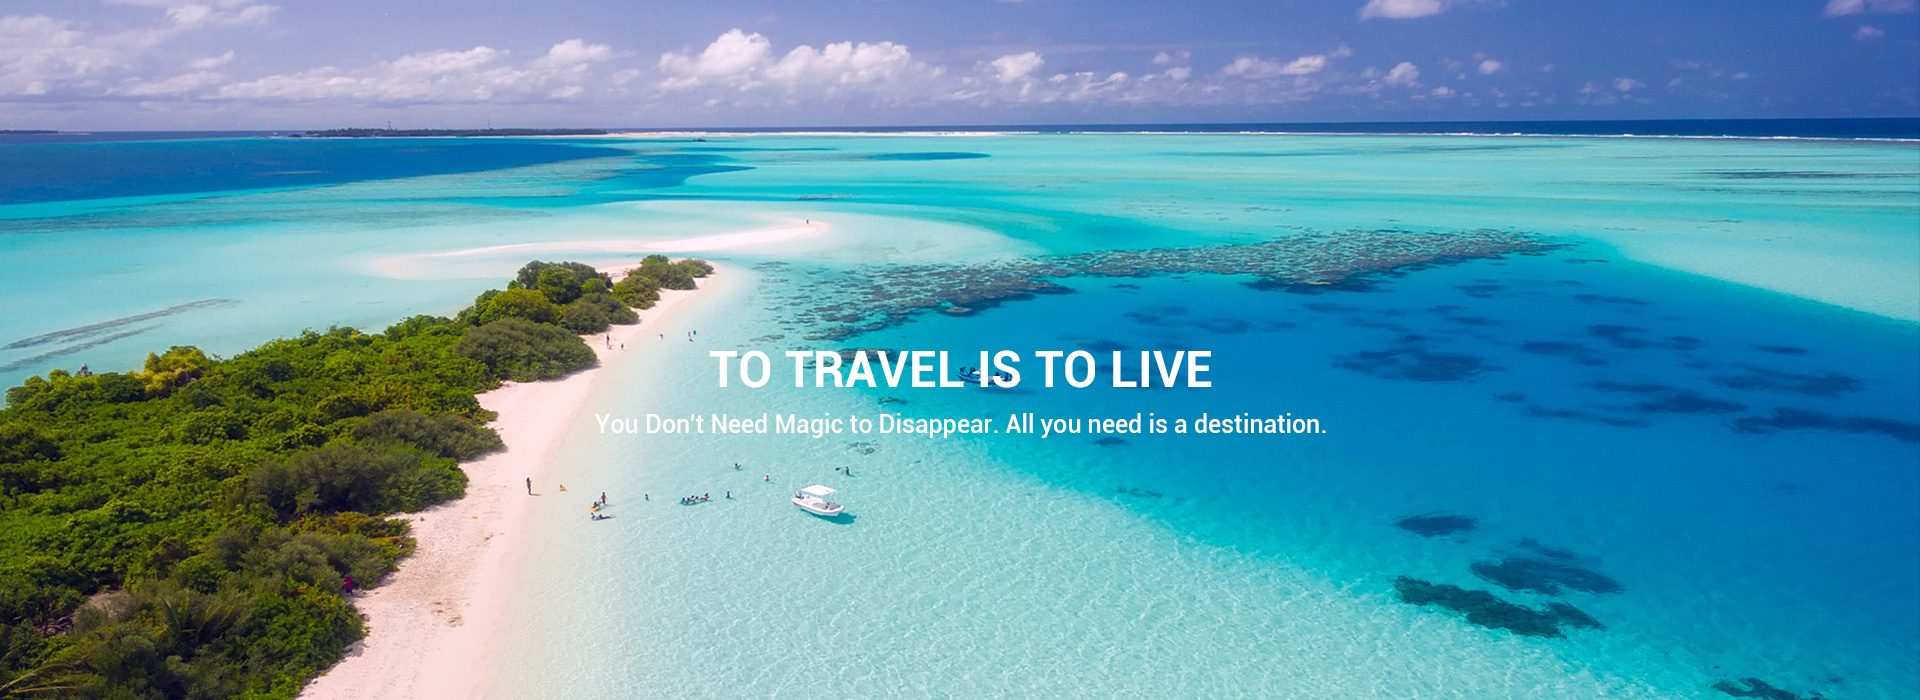 TO TRAVEL IS TO LIVE
You Don't Need Magic to Disappear. All you need is a destination.